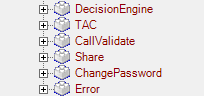 DecisionEngine
TAC
CallValidate
Share
ChangePassword
Error